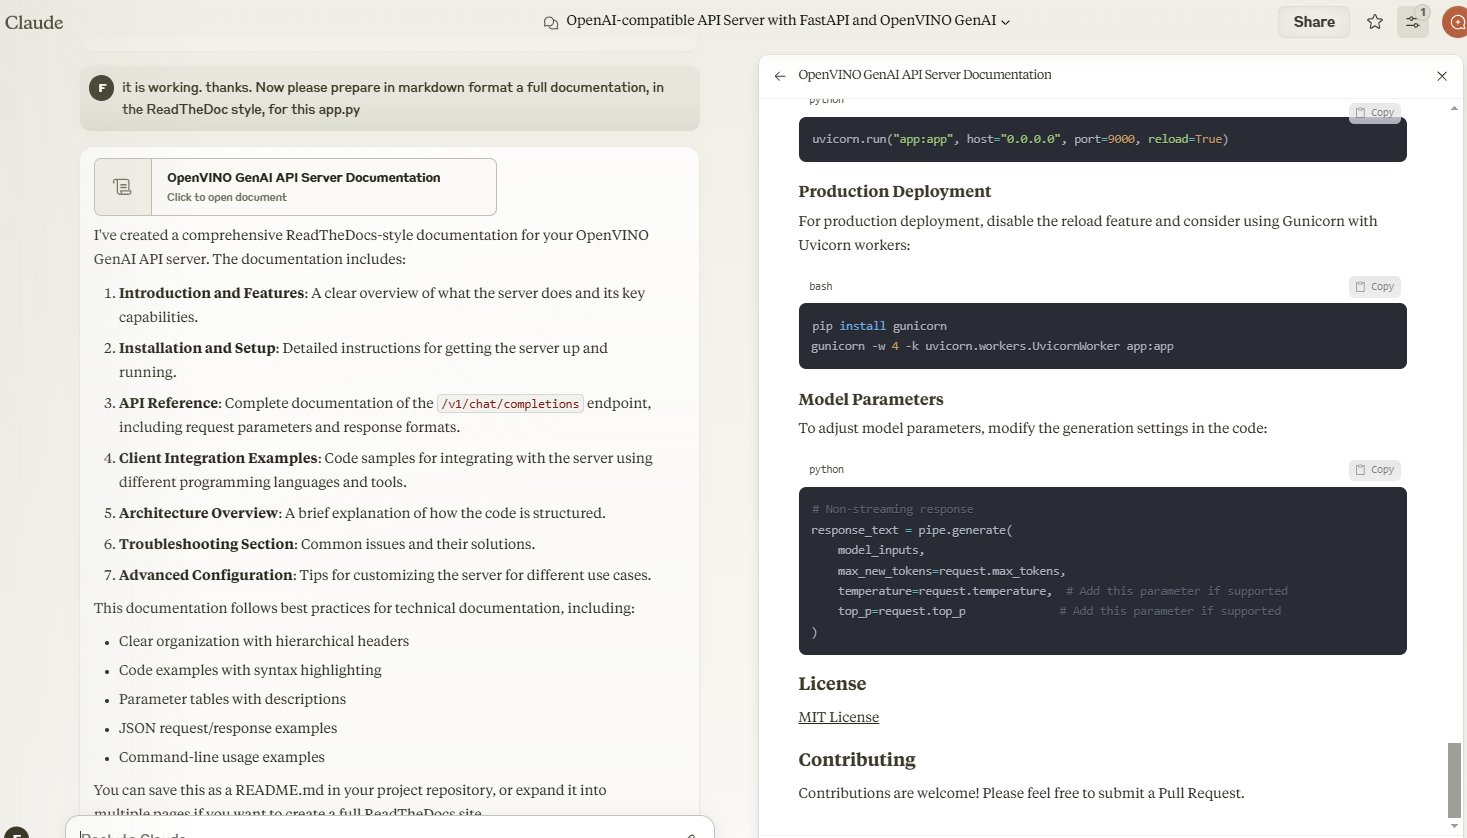 Claude
OpenAI-compatible API Server with FastAPI and OpenVINO GenAI
Share
1
F
it is working. thanks. Now please prepare in markdown format a full documentation, in
the ReadTheDoc style, for this app.py
OpenVINO GenAI API Server Documentation
Click to open document
I've created a comprehensive ReadTheDocs-style documentation for your OpenVINO
GenAI API server. The documentation includes:
1. Introduction and Features: A clear overview of what the server does and its key
capabilities.
2. Installation and Setup: Detailed instructions for getting the server up and
running.
3. API Reference: Complete documentation of the /v1/chat/completions endpoint,
including request parameters and response formats.
4. Client Integration Examples: Code samples for integrating with the server using
different programming languages and tools.
5. Architecture Overview: A brief explanation of how the code is structured.
6. Troubleshooting Section: Common issues and their solutions.
7. Advanced Configuration: Tips for customizing the server for different use cases.
This documentation follows best practices for technical documentation, including:
• Clear organization with hierarchical headers
• Code examples with syntax highlighting
• Parameter tables with descriptions
• JSON request/response examples
• Command-line usage examples
You can save this as a README.md in your project repository, or expand it into
multiple pages if you want to create a full ReadTheDocs site.
OpenVINO GenAI API Server Documentation
python
Copy
uvicorn.run("app:app", host="0.0.0.0", port=9000, reload=True)
Production Deployment
For production deployment, disable the reload feature and consider using Gunicorn with
Uvicorn workers:
bash
Copy
pip install gunicorn
gunicorn -w 4 -k uvicorn.workers.UvicornWorker app:app
Model Parameters
To adjust model parameters, modify the generation settings in the code:
python
Copy
# Non-streaming response
response_text = pipe.generate(
    model_inputs,
    max_new_tokens=request.max_tokens,
    temperature=request.temperature,  # Add this parameter if supported
    top_p=request.top_p              # Add this parameter if supported
)
License
MIT License
Contributing
Contributions are welcome! Please feel free to submit a Pull Request.